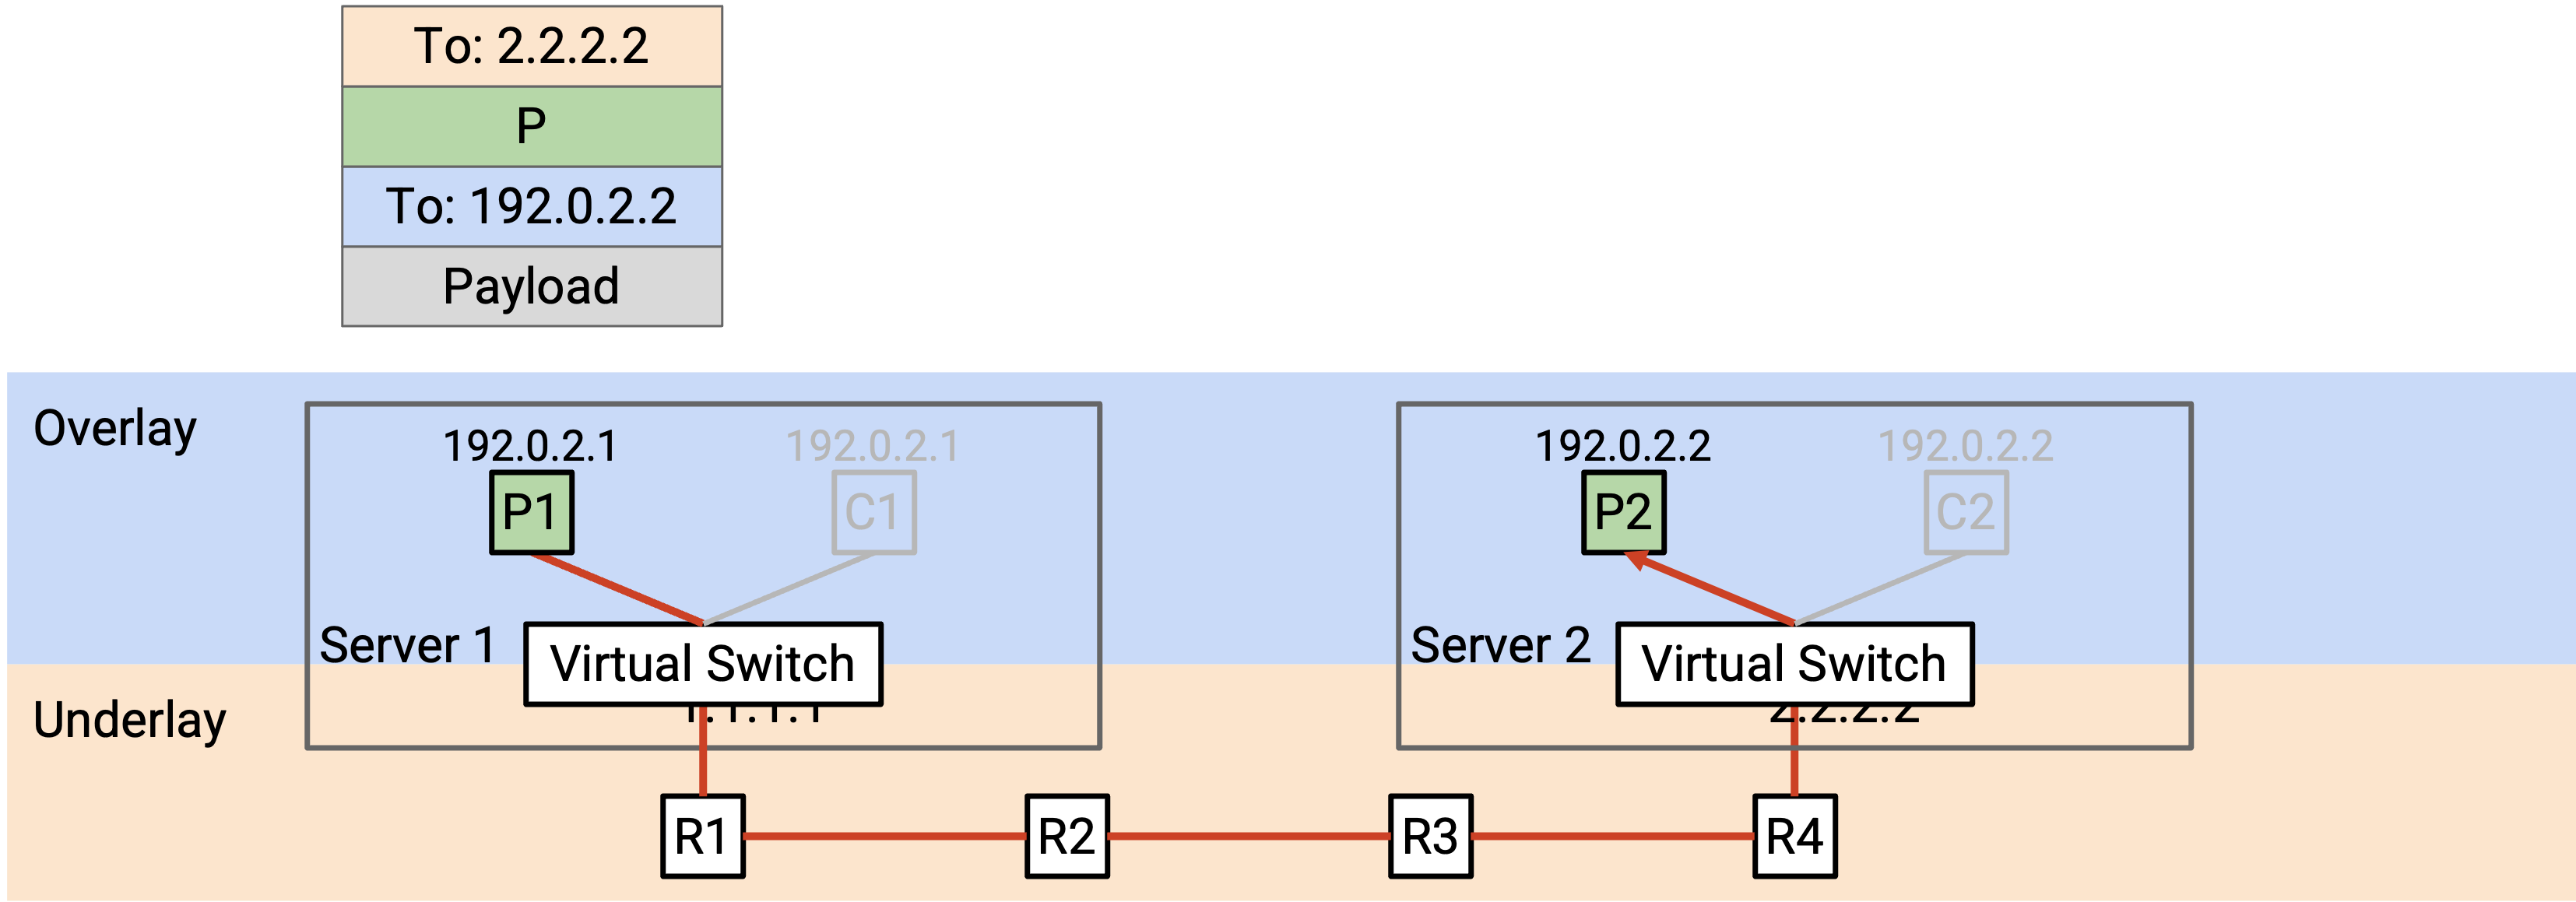 To: 2.2.2.2
P
To: 192.0.2.2
Payload
Overlay
192.0.2.1
192.0.2.1
192.0.2.2
192.0.2.2
P1
C1
P2
C2
Server 1
Virtual Switch
Server 2
Virtual Switch
Underlay
1.1.1.1
2.2.2.2
R1
R2
R3
R4